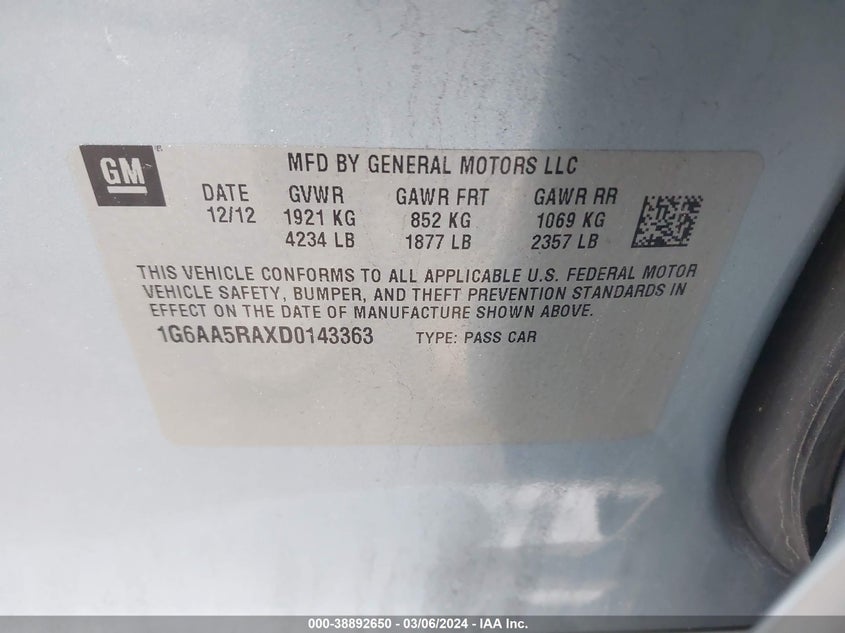 GM
MFD BY GENERAL MOTORS LLC
DATE GVWR GAWR FRT GAWR RR
12/12 1921 KG 852 KG 1069 KG
4234 LB 1877 LB 2357 LB
THIS VEHICLE CONFORMS TO ALL APPLICABLE U.S. FEDERAL MOTOR
VEHICLE SAFETY, BUMPER, AND THEFT PREVENTION STANDARDS IN
EFFECT ON THE DATE OF MANUFACTURE SHOWN ABOVE.
1G6AA5RAXD0143363 TYPE: PASS CAR
000-38892650 - 03/06/2024 - IAA Inc.